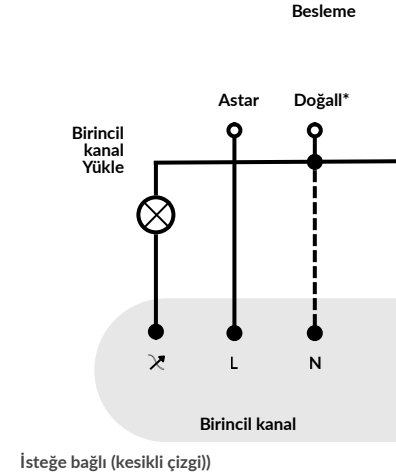 Besleme
Astar Doğall*
Birincil
kanal
Yükle
L N
Birincil kanal
İsteğe bağlı (kesikli çizgi))